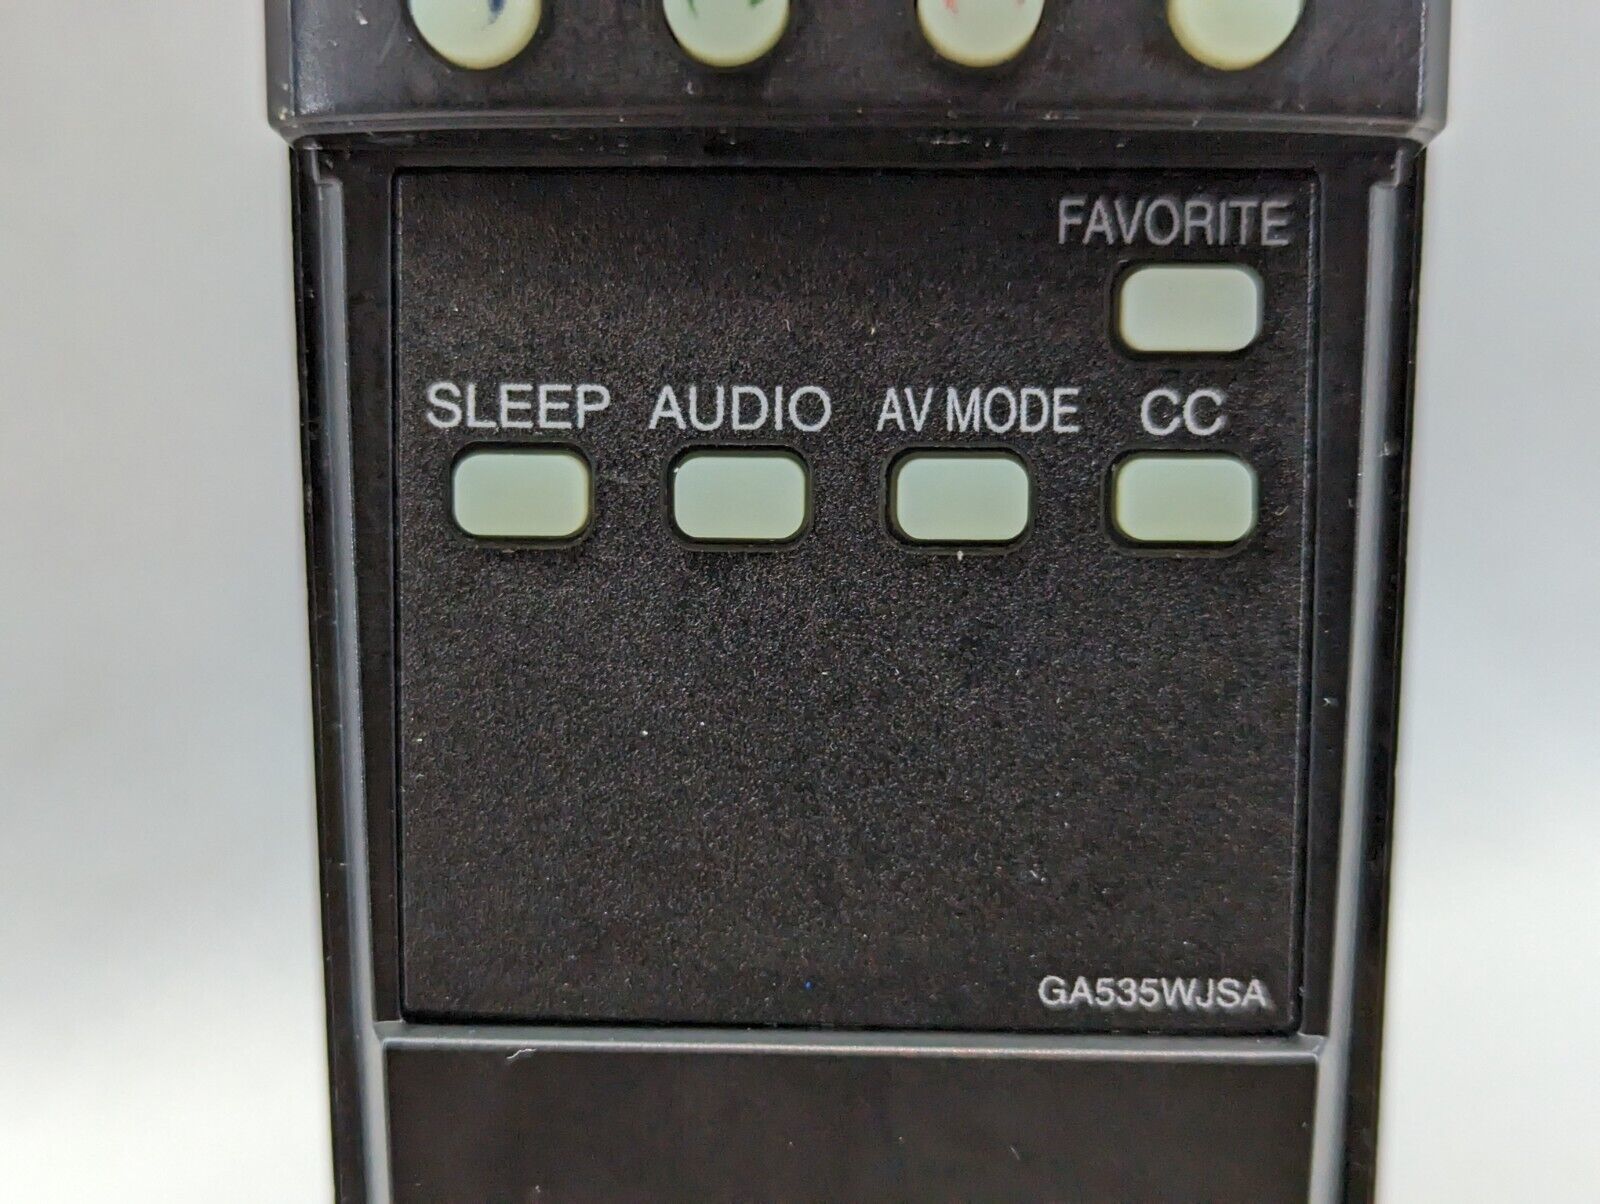 FAVORITE
SLEEP AUDIO AV MODE CC
GA535WJSA